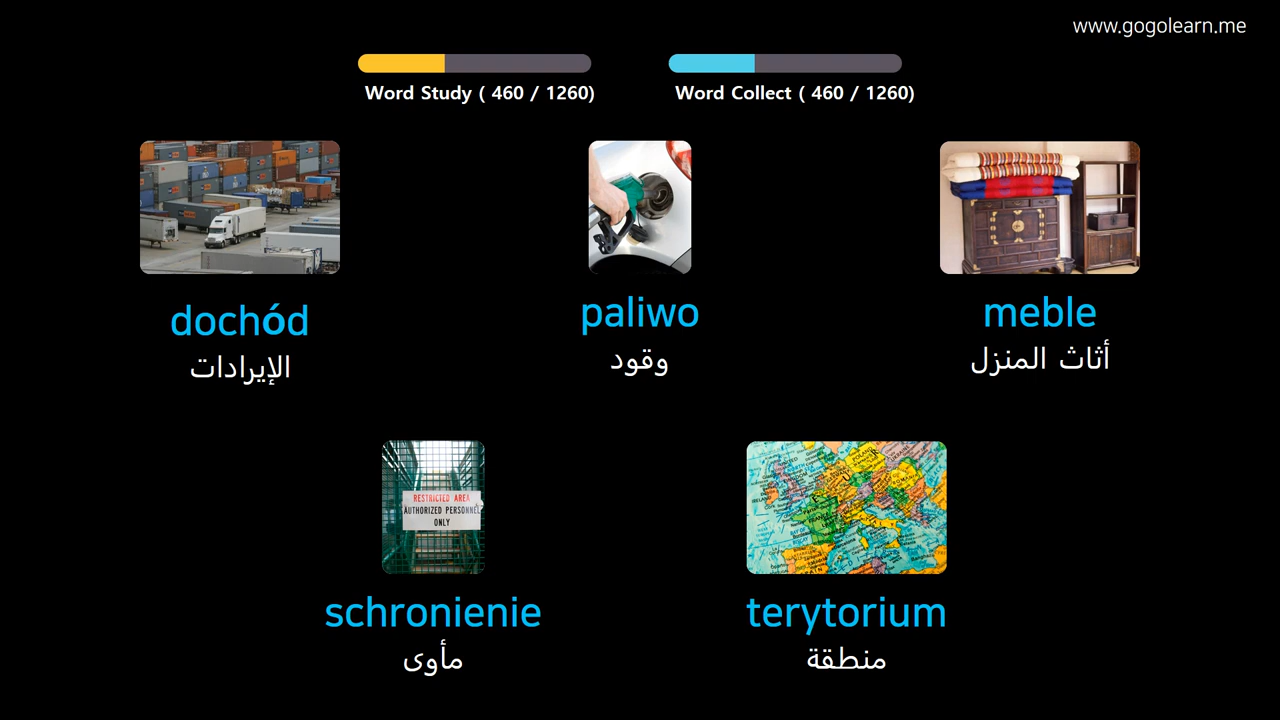 www.gogolearn.me
Word Study ( 460 / 1260)
Word Collect ( 460 / 1260)
dochód
الإيرادات
paliwo
وقود
meble
أثاث المنزل
RESTRICTED AREA
AUTHORIZED PERSONNEL
ONLY
schronienie
مأوى
terytorium
منطقة